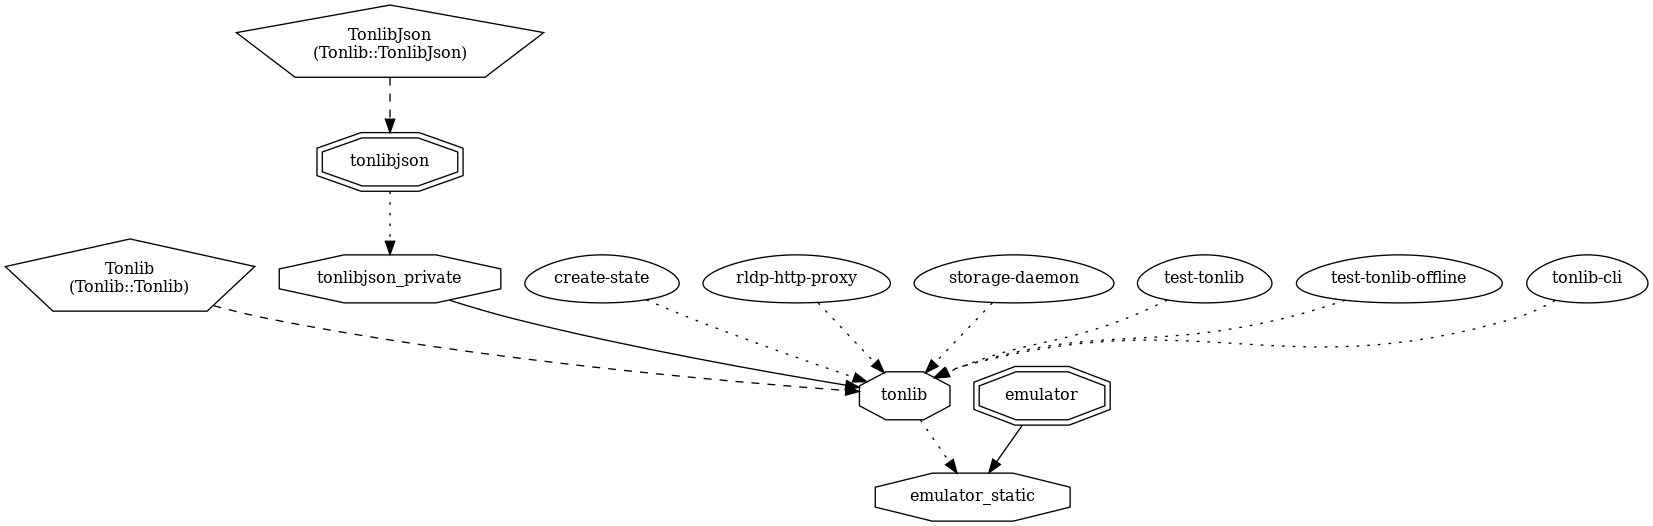 TonlibJson
(Tonlib::TonlibJson)
tonlibjson
Tonlib
(Tonlib::Tonlib)
tonlibjson_private
create-state
rldp-http-proxy
storage-daemon
test-tonlib
test-tonlib-offline
tonlib-cli
tonlib
emulator
emulator_static